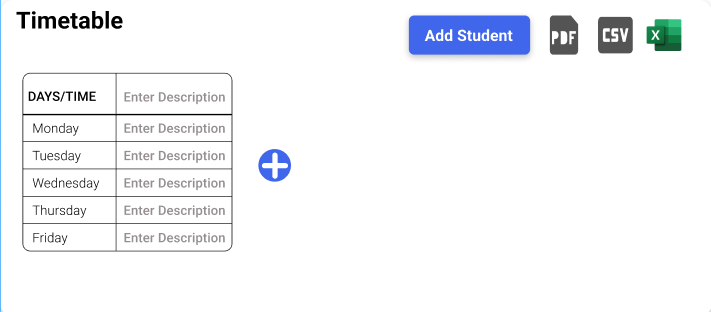 Timetable
Add Student PDF CSV X
DAYS/TIME Enter Description
Monday Enter Description
Tuesday Enter Description
Wednesday Enter Description
Thursday Enter Description
Friday Enter Description